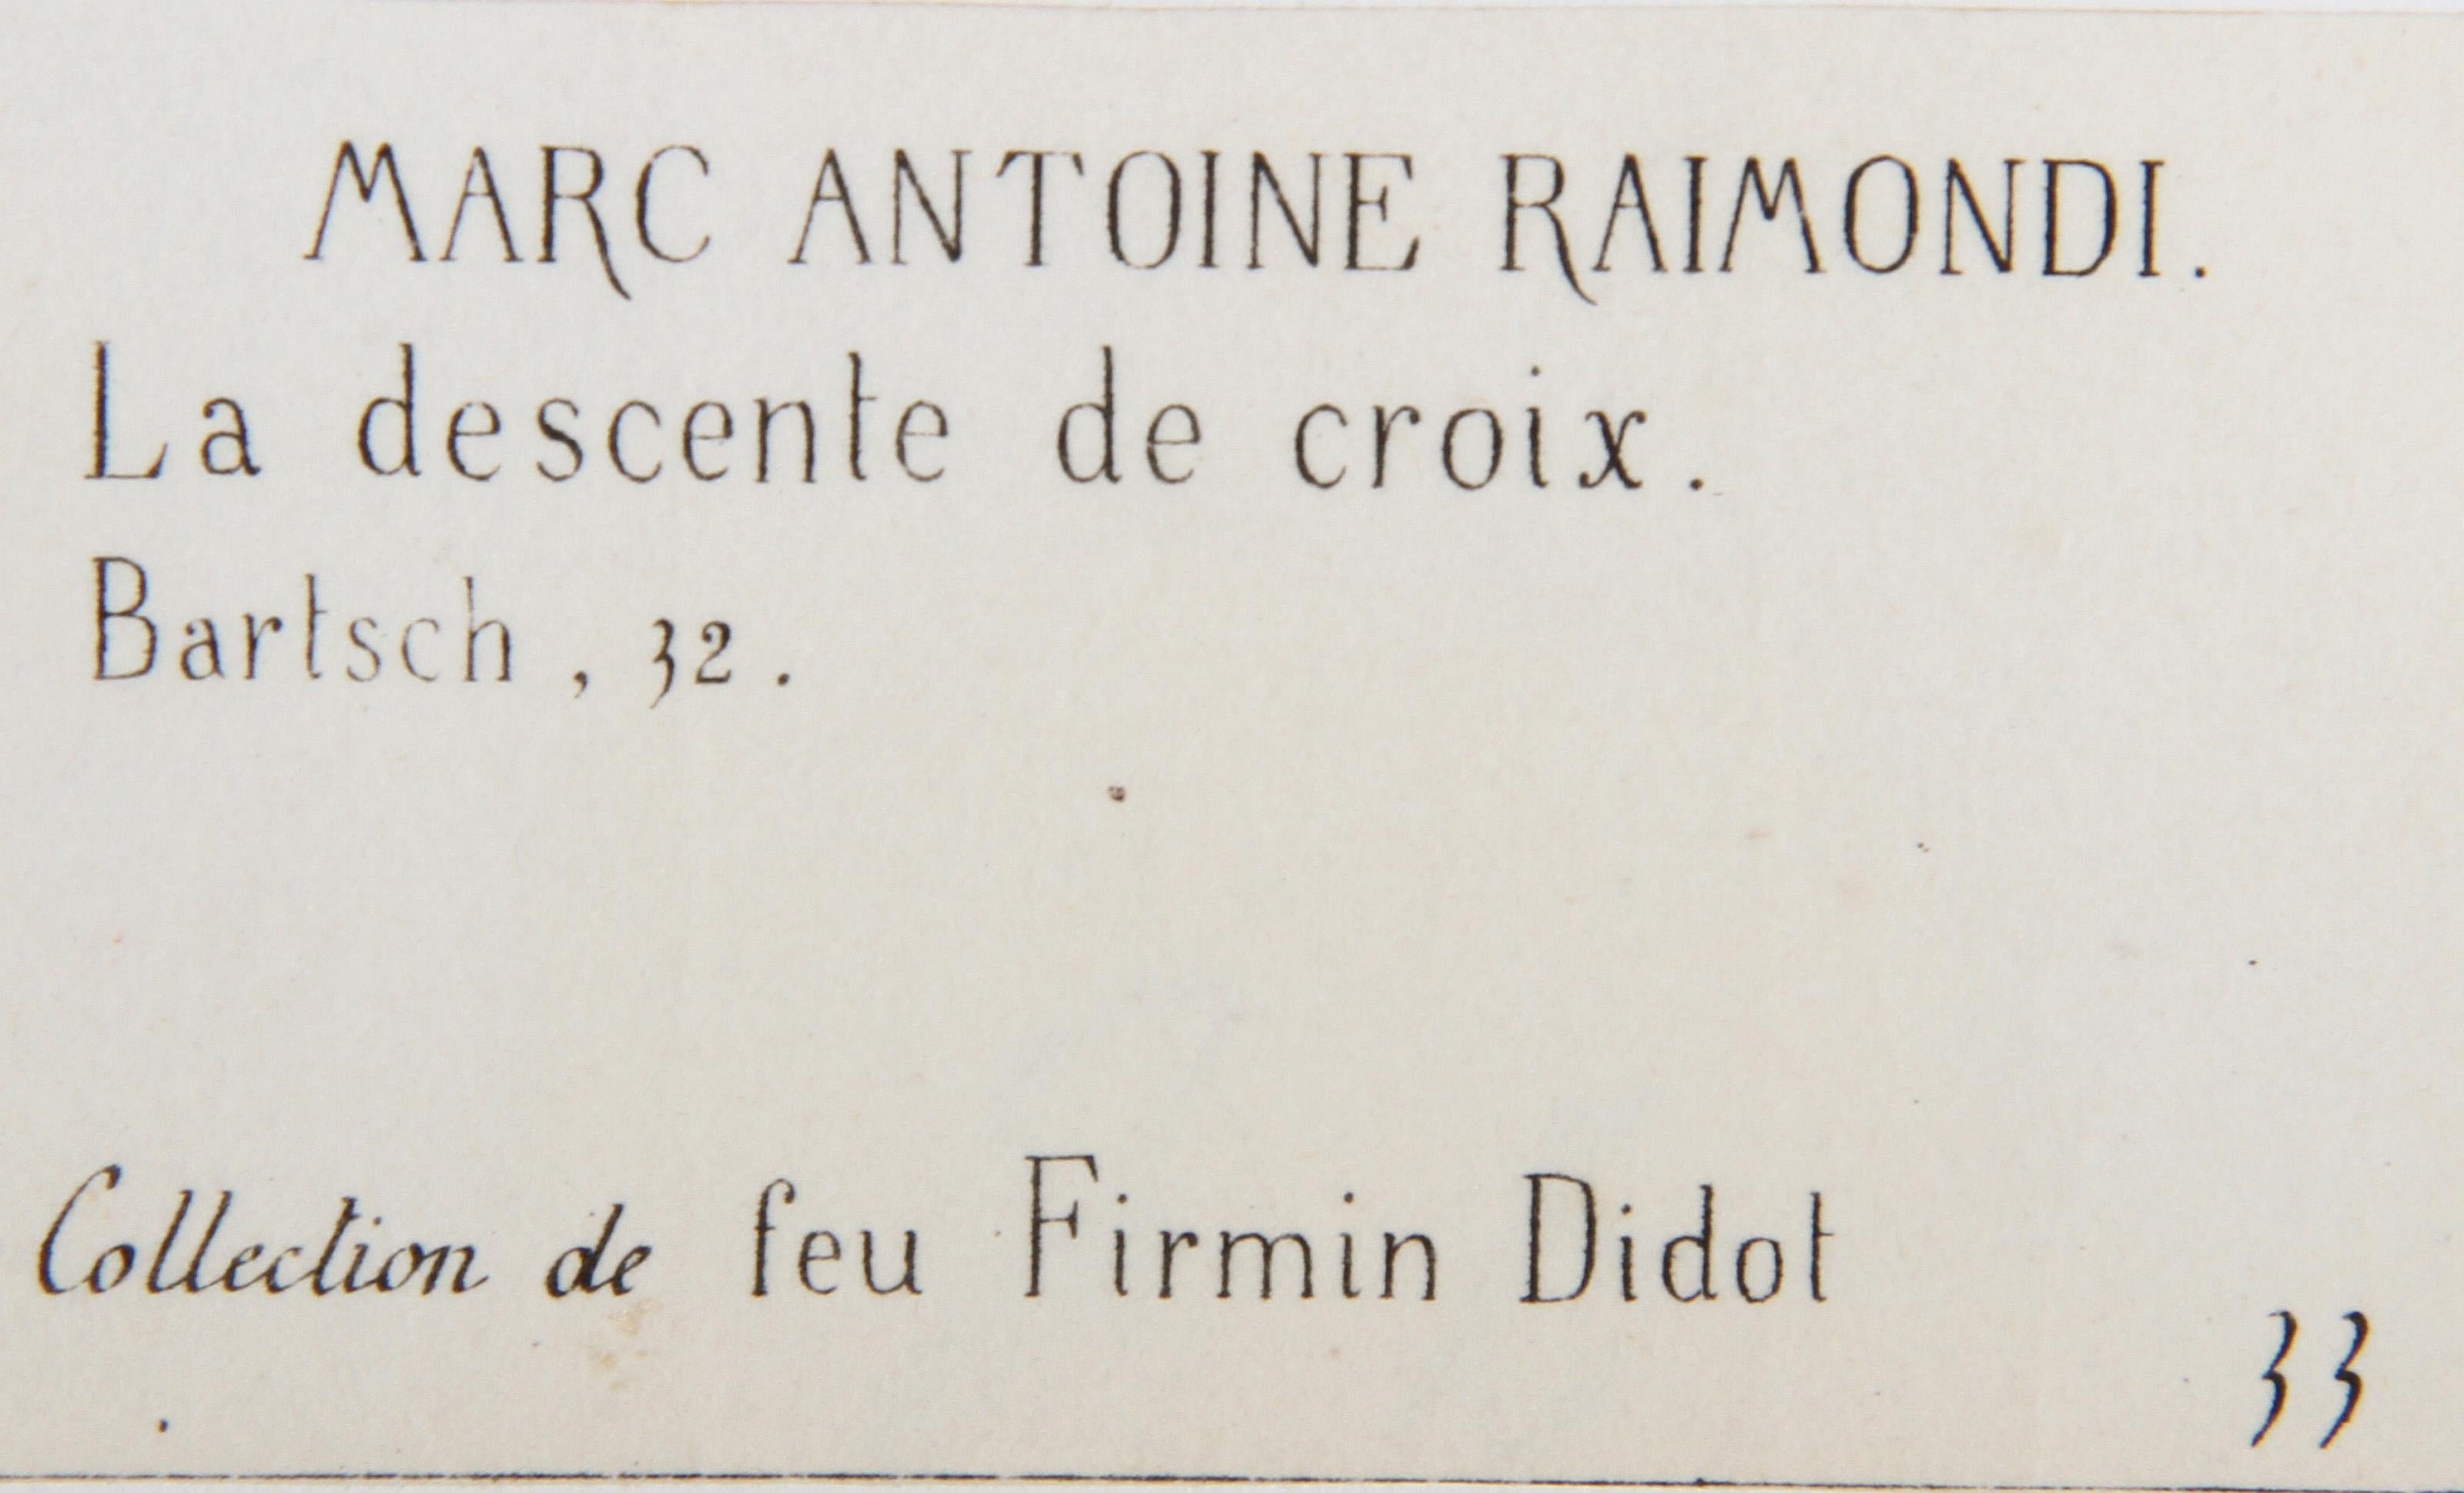 MARC ANTOINE RAIMONDI.
La descente de croix.
Bartsch, 32.
Collection de feu Firmin Didot
33